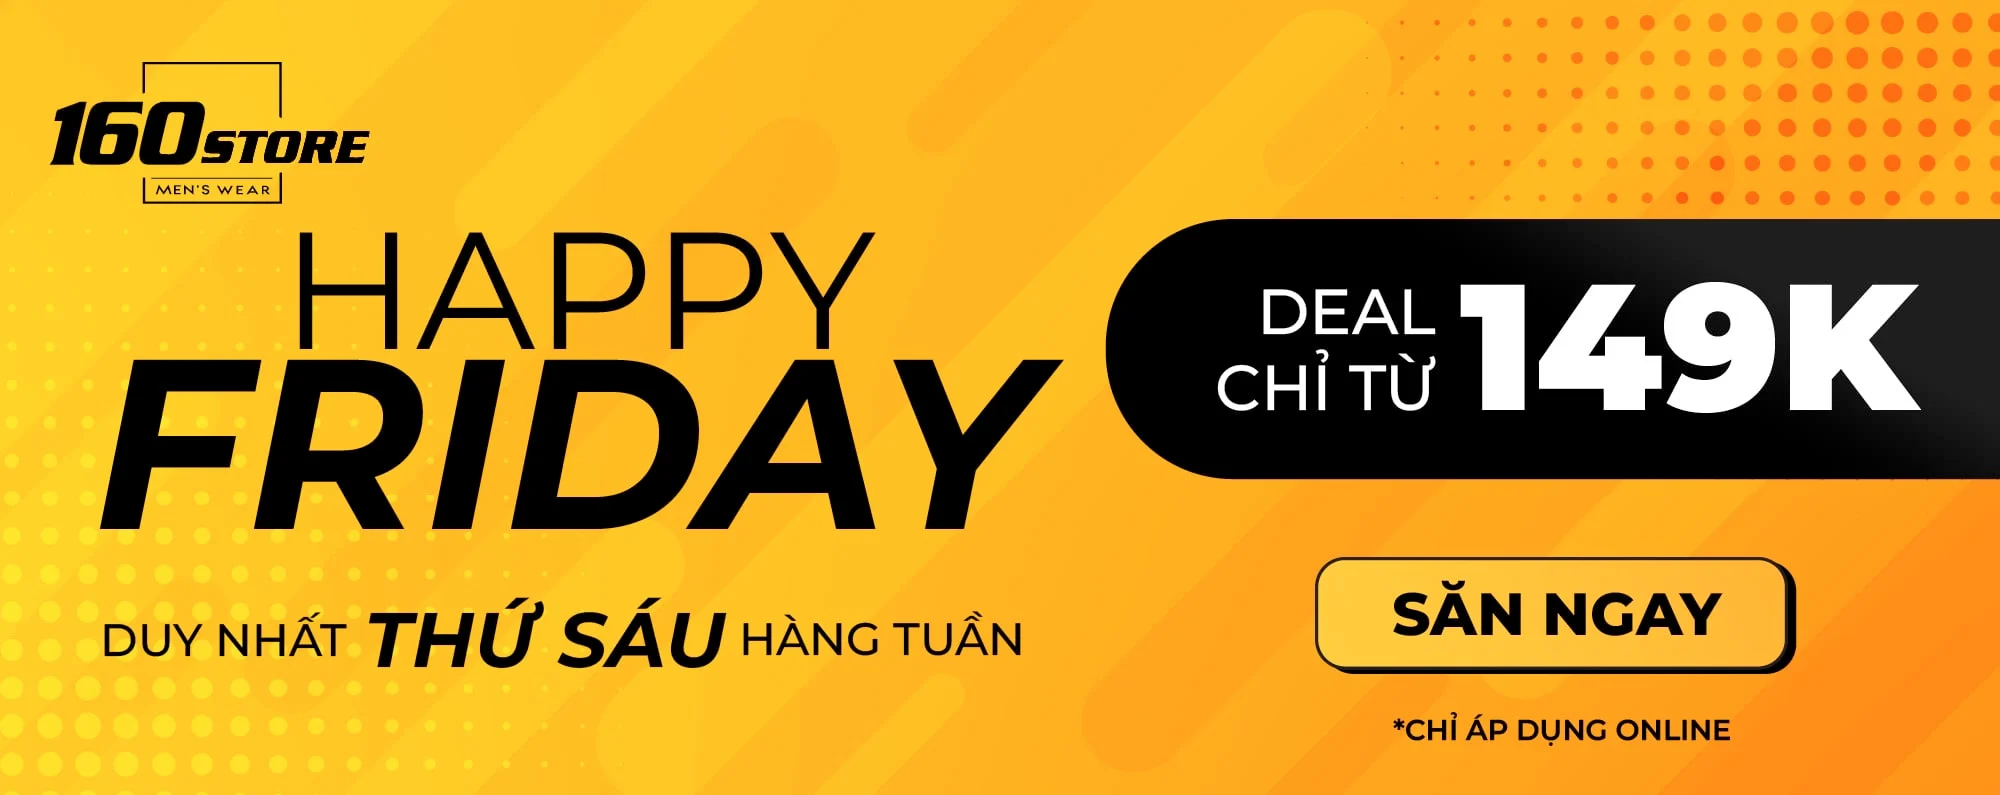 160STORE
MEN'S WEAR
HAPPY
FRIDAY
DUY NHẤT THỨ SÁU HÀNG TUẦN
DEAL
CHỈ TỪ
149K
SĂN NGAY
*CHỈ ÁP DỤNG ONLINE